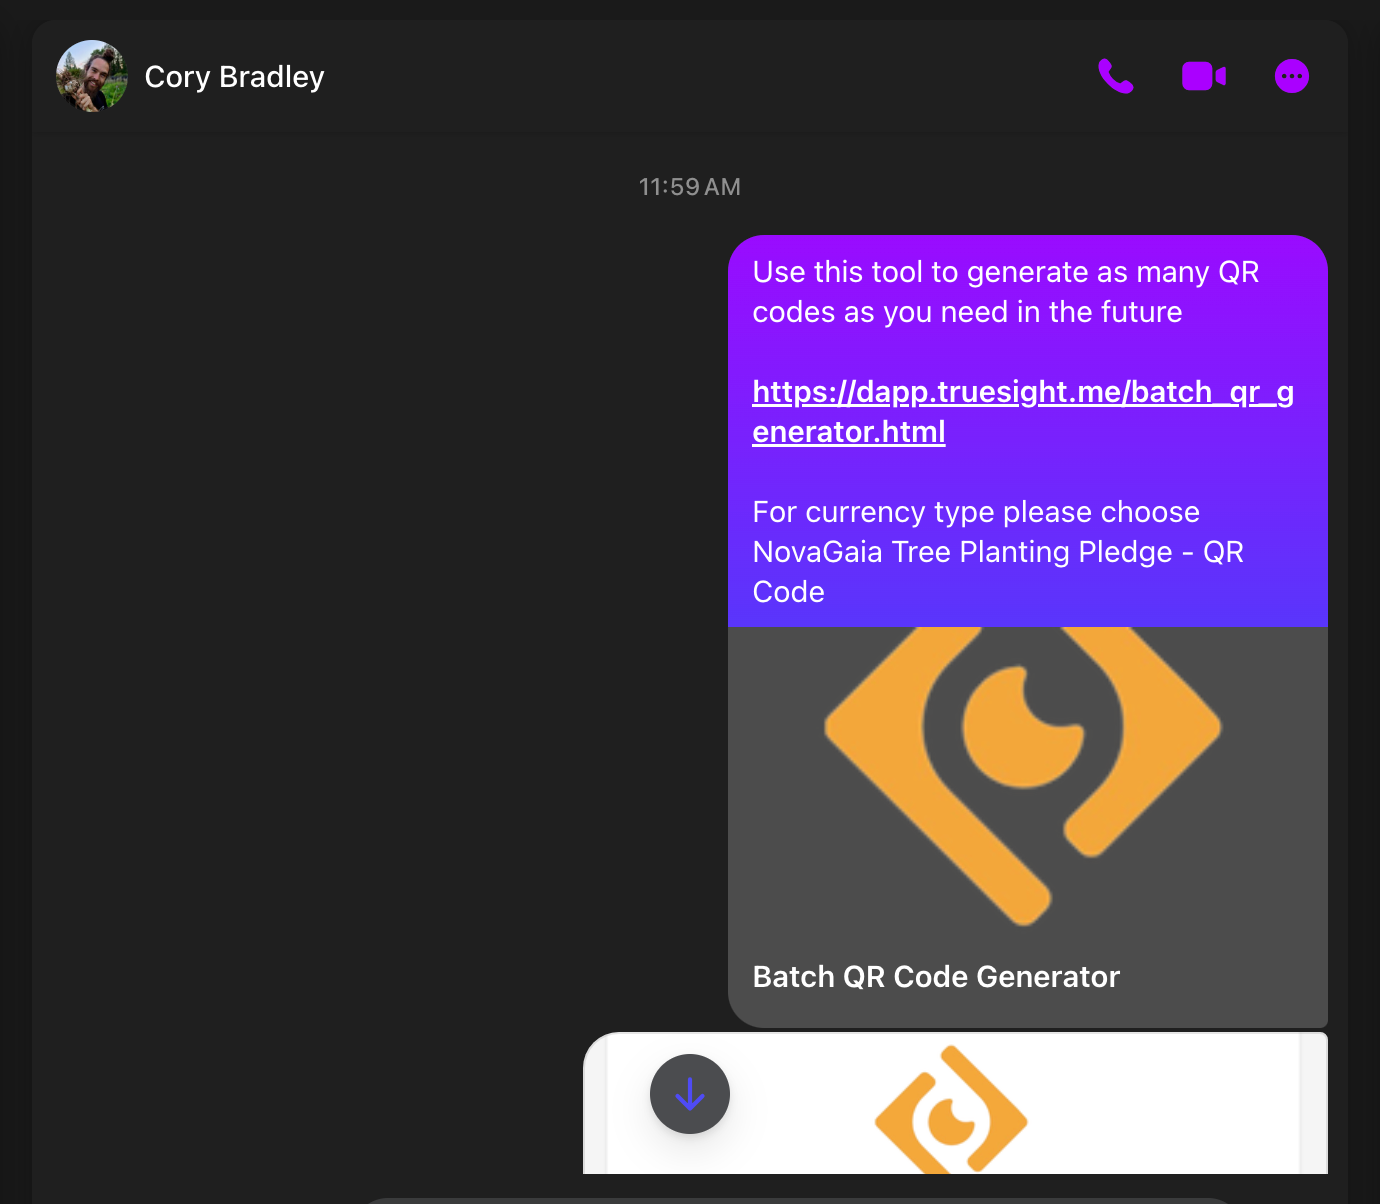 Cory Bradley
11:59 AM
Use this tool to generate as many QR
codes as you need in the future
https://dapp.truesight.me/batch_qr_g
enerator.html
For currency type please choose
NovaGaia Tree Planting Pledge - QR
Code
Batch QR Code Generator